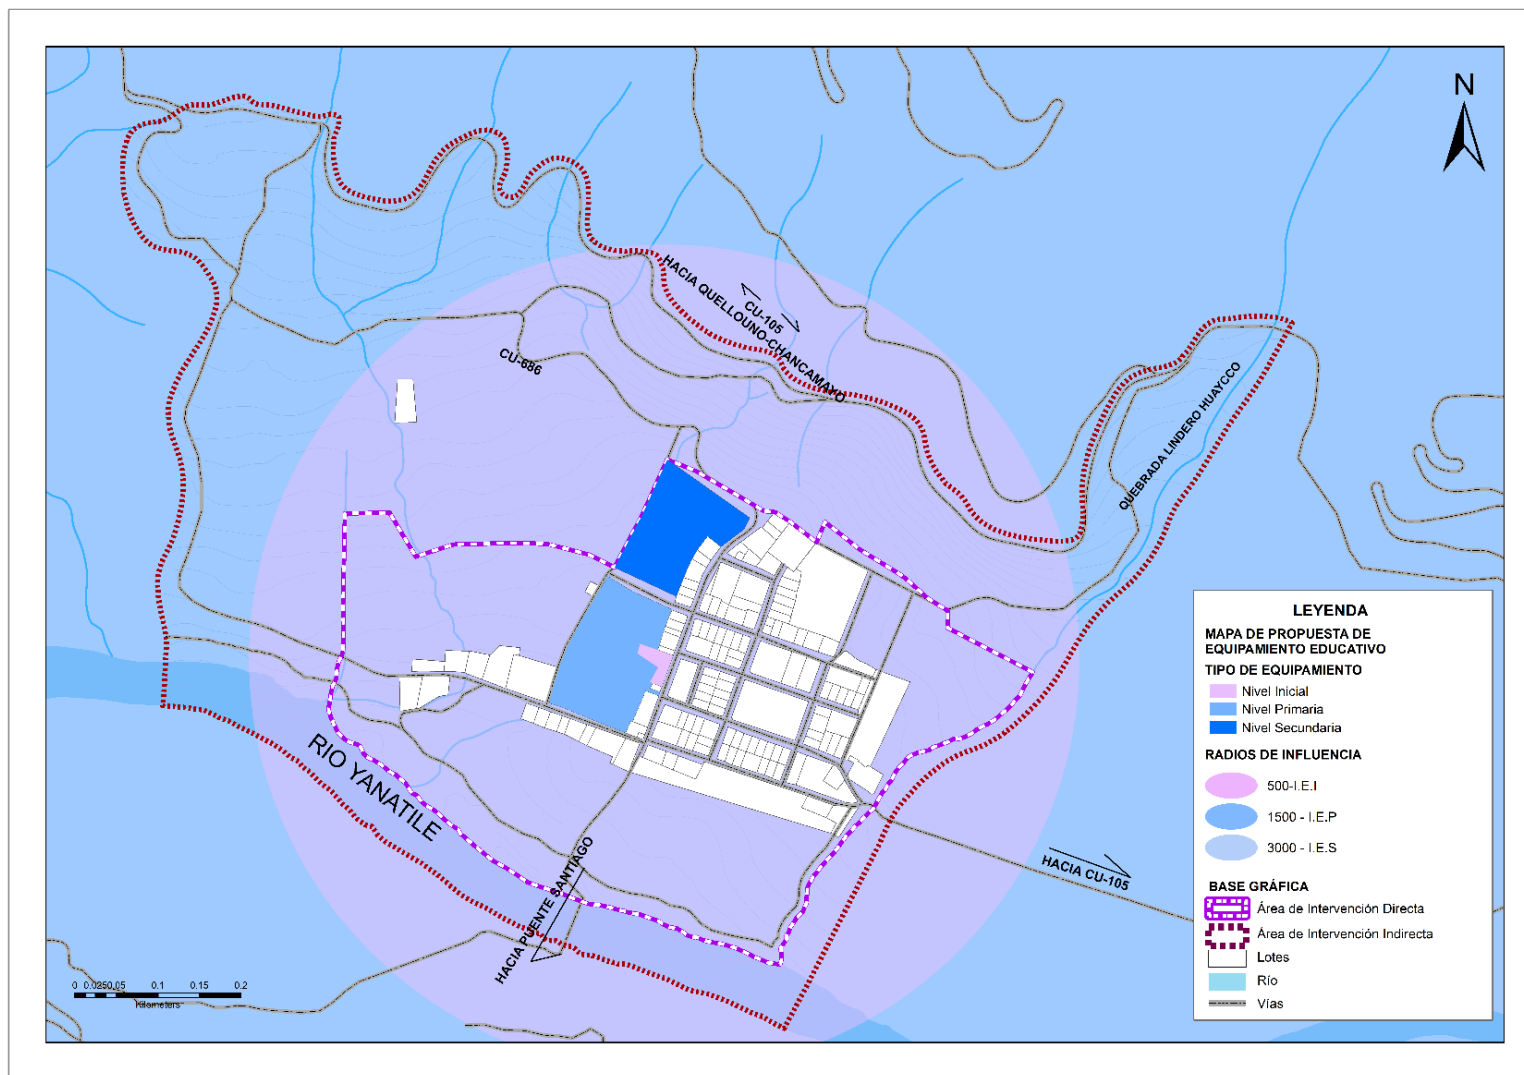 N
HACIA QUELLOUNO-CHANCAMAYO
CU-105
CU-686
QUEBRADA LINDERO HUAYCCO
RIO YANATILE
HACIA PUENTE SANTIAGO
HACIA CU-105
0 0.0250.05 0.1 0.15 0.2
Kilometers
LEYENDA
MAPA DE PROPUESTA DE
EQUIPAMIENTO EDUCATIVO
TIPO DE EQUIPAMIENTO
Nivel Inicial
Nivel Primaria
Nivel Secundaria
RADIOS DE INFLUENCIA
500-I.E.I
1500 - I.E.P
3000 - I.E.S
BASE GRÁFICA
Área de Intervención Directa
Área de Intervención Indirecta
Lotes
Río
Vías